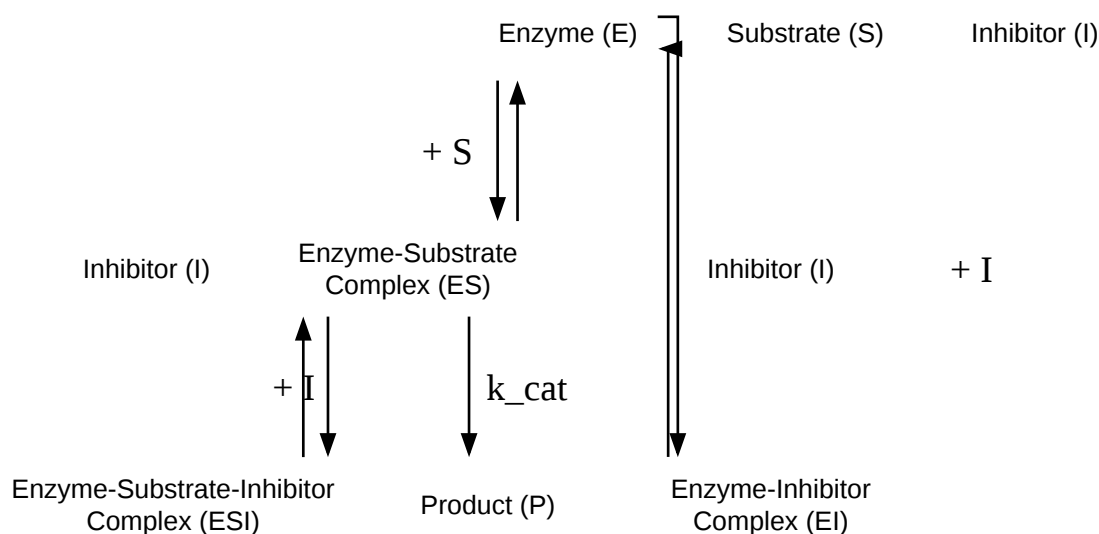 Enzyme (E)
Substrate (S)
Inhibitor (I)
+ S
Inhibitor (I)
Enzyme-Substrate
Complex (ES)
Inhibitor (I)
+ I
+ I
k_cat
Enzyme-Substrate-Inhibitor
Complex (ESI)
Product (P)
Enzyme-Inhibitor
Complex (EI)